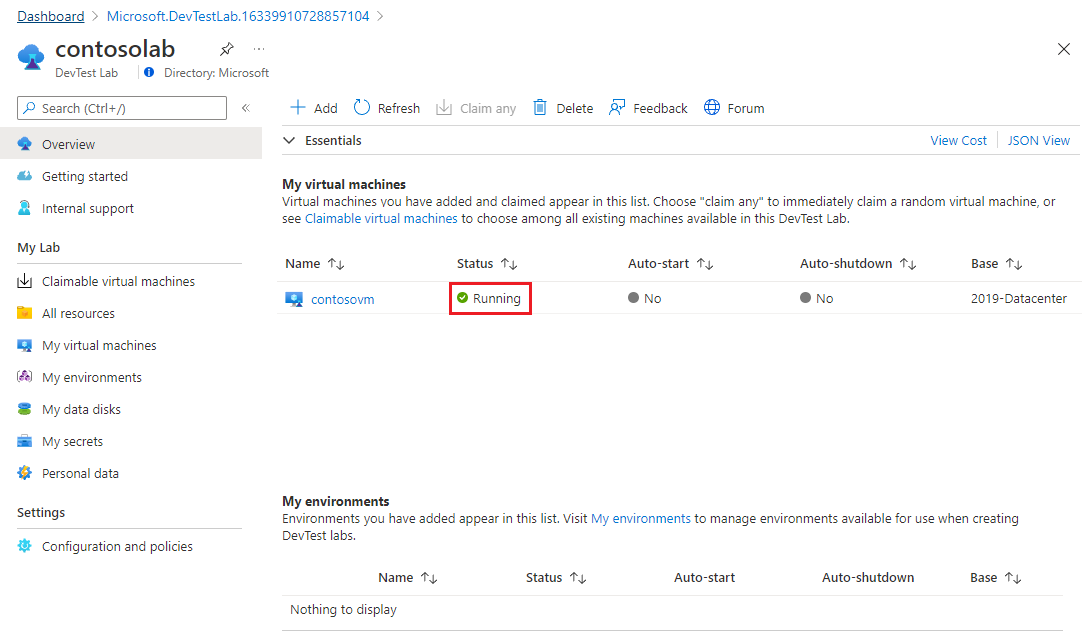 Dashboard > Microsoft.DevTestLab.16339910728857104 >
contosolab
DevTest Lab
Directory: Microsoft
Search (Ctrl+/)
Overview
Getting started
Internal support
My Lab
Claimable virtual machines
All resources
My virtual machines
My environments
My data disks
My secrets
Personal data
Settings
Configuration and policies
Add Refresh Claim any Delete Feedback Forum
Essentials View Cost JSON View
My virtual machines
Virtual machines you have added and claimed appear in this list. Choose "claim any" to immediately claim a random virtual machine, or
see Claimable virtual machines to choose among all existing machines available in this DevTest Lab.
Name Status Auto-start Auto-shutdown Base
contosovm Running No No 2019-Datacenter
My environments
Environments you have added appear in this list. Visit My environments to manage environments available for use when creating
DevTest labs.
Name Status Auto-start Auto-shutdown Base
Nothing to display